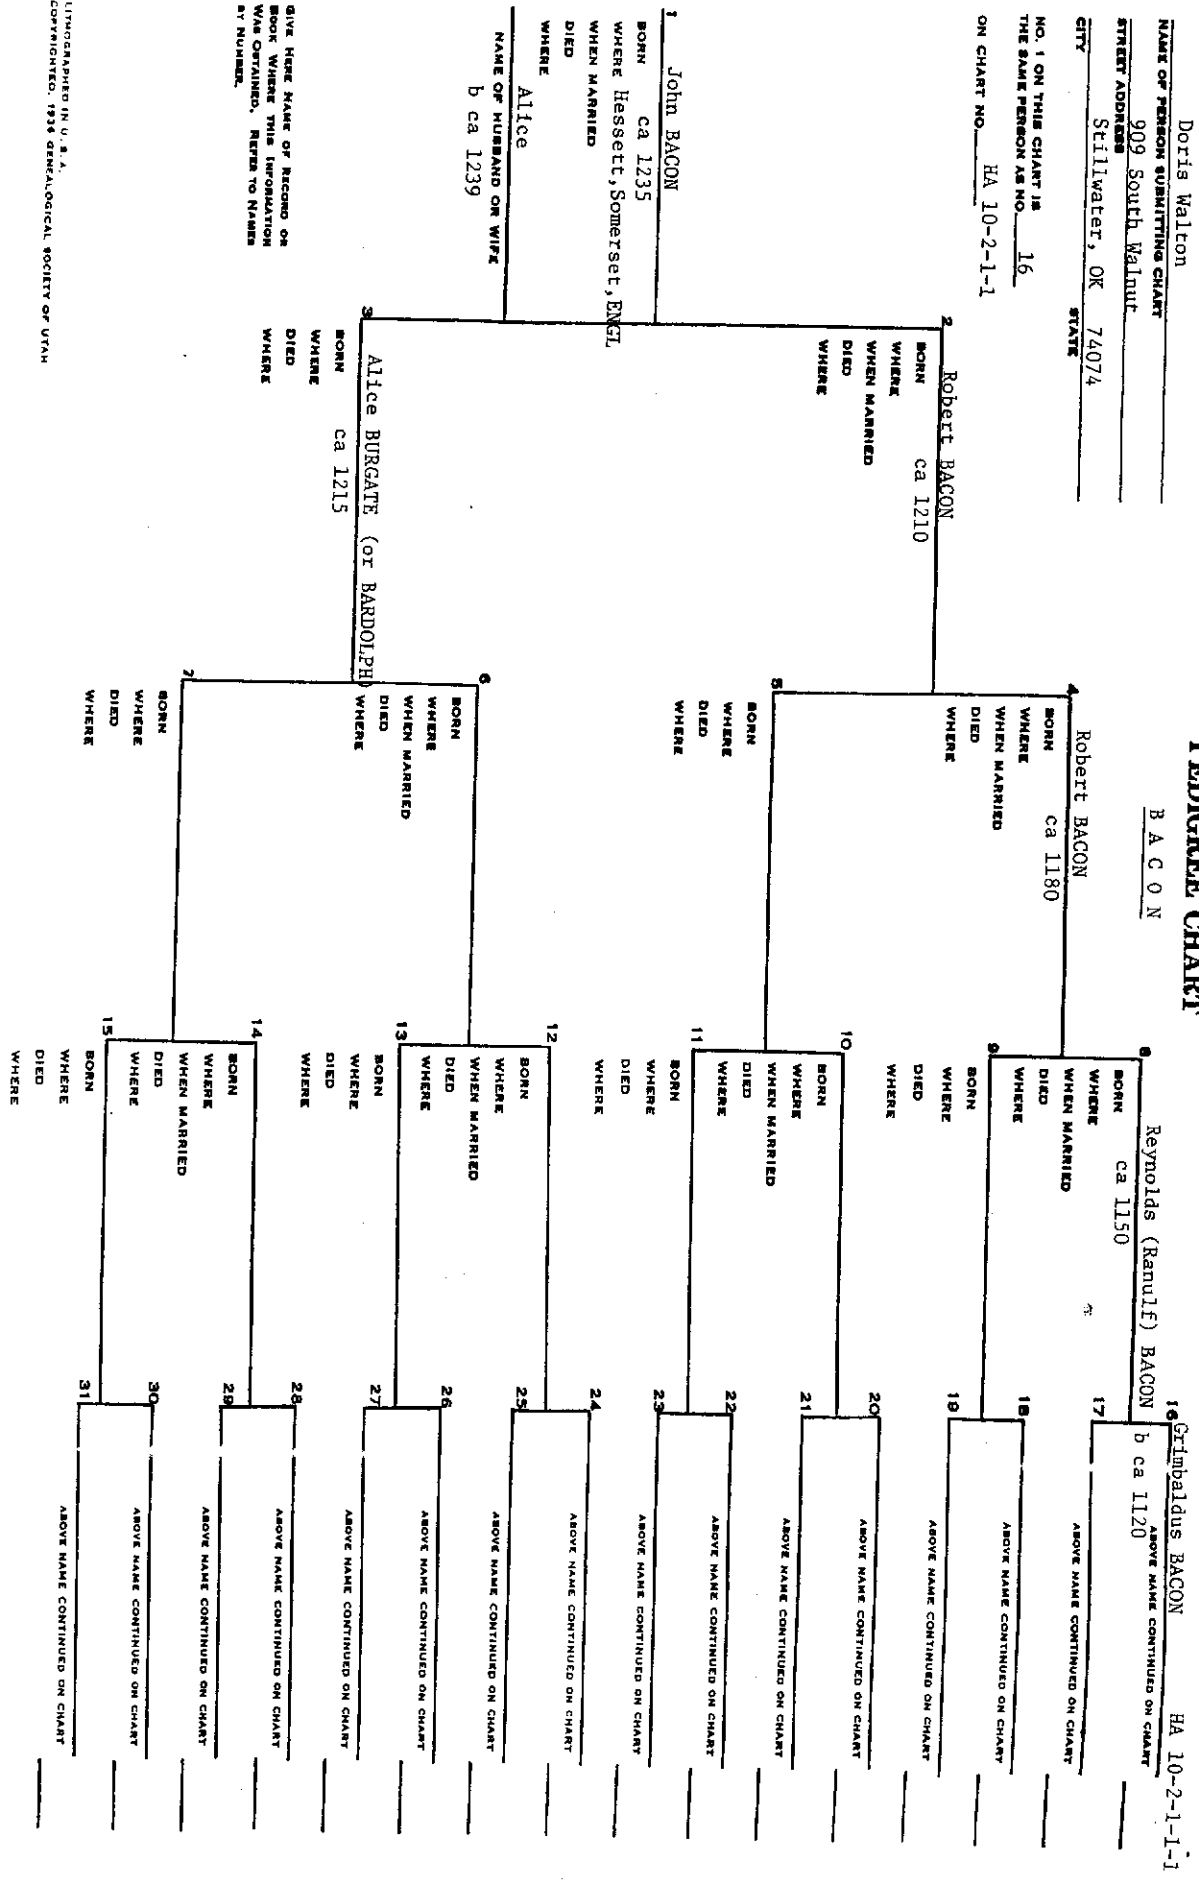 PEDIGREE CHART
HA 10-2-1-1-1
B A C O N
Doris Walton
NAME OF PERSON SUBMITTING CHART
909 South Walnut
STREET ADDRESS
Stillwater, OK 74074
CITY STATE
NO. 1 ON THIS CHART IS
THE SAME PERSON AS NO. 16
ON CHART NO. HA 10-2-1-1
1 John BACON
BORN ca 1235
WHERE Hessett,Somerset,ENGL
WHEN MARRIED
DIED
WHERE
Alice
NAME OF HUSBAND OR WIFE
b ca 1239
GIVE HERE NAME OF RECORD OR
BOOK WHERE THIS INFORMATION
WAS OBTAINED. REFER TO NAMES
BY NUMBER.
LITHOGRAPHED IN U.S.A.
COPYRIGHTED, 1934 GENEALOGICAL SOCIETY OF UTAH
2 Robert BACON
BORN ca 1210
WHERE
WHEN MARRIED
DIED
WHERE
3 Alice BURGATE (or BARDOLPH)
BORN ca 1215
WHERE
DIED
WHERE
4 Robert BACON
BORN ca 1180
WHERE
WHEN MARRIED
DIED
WHERE
5
BORN
WHERE
DIED
WHERE
6
BORN
WHERE
WHEN MARRIED
DIED
WHERE
7
BORN
WHERE
DIED
WHERE
8 Reynolds (Ranulf) BACON
BORN ca 1150
WHERE
WHEN MARRIED
DIED
WHERE
9
BORN
WHERE
DIED
WHERE
10
BORN
WHERE
WHEN MARRIED
DIED
WHERE
11
BORN
WHERE
DIED
WHERE
12
BORN
WHERE
WHEN MARRIED
DIED
WHERE
13
BORN
WHERE
DIED
WHERE
14
BORN
WHERE
WHEN MARRIED
DIED
WHERE
15
BORN
WHERE
DIED
WHERE
16 Grimbaldus BACON
ABOVE NAME CONTINUED ON CHART
b ca 1120
17
ABOVE NAME CONTINUED ON CHART
18
ABOVE NAME CONTINUED ON CHART
19
ABOVE NAME CONTINUED ON CHART
20
ABOVE NAME CONTINUED ON CHART
21
ABOVE NAME CONTINUED ON CHART
22
ABOVE NAME CONTINUED ON CHART
23
ABOVE NAME CONTINUED ON CHART
24
ABOVE NAME CONTINUED ON CHART
25
ABOVE NAME CONTINUED ON CHART
26
ABOVE NAME CONTINUED ON CHART
27
ABOVE NAME CONTINUED ON CHART
28
ABOVE NAME CONTINUED ON CHART
29
ABOVE NAME CONTINUED ON CHART
30
ABOVE NAME CONTINUED ON CHART
31
ABOVE NAME CONTINUED ON CHART